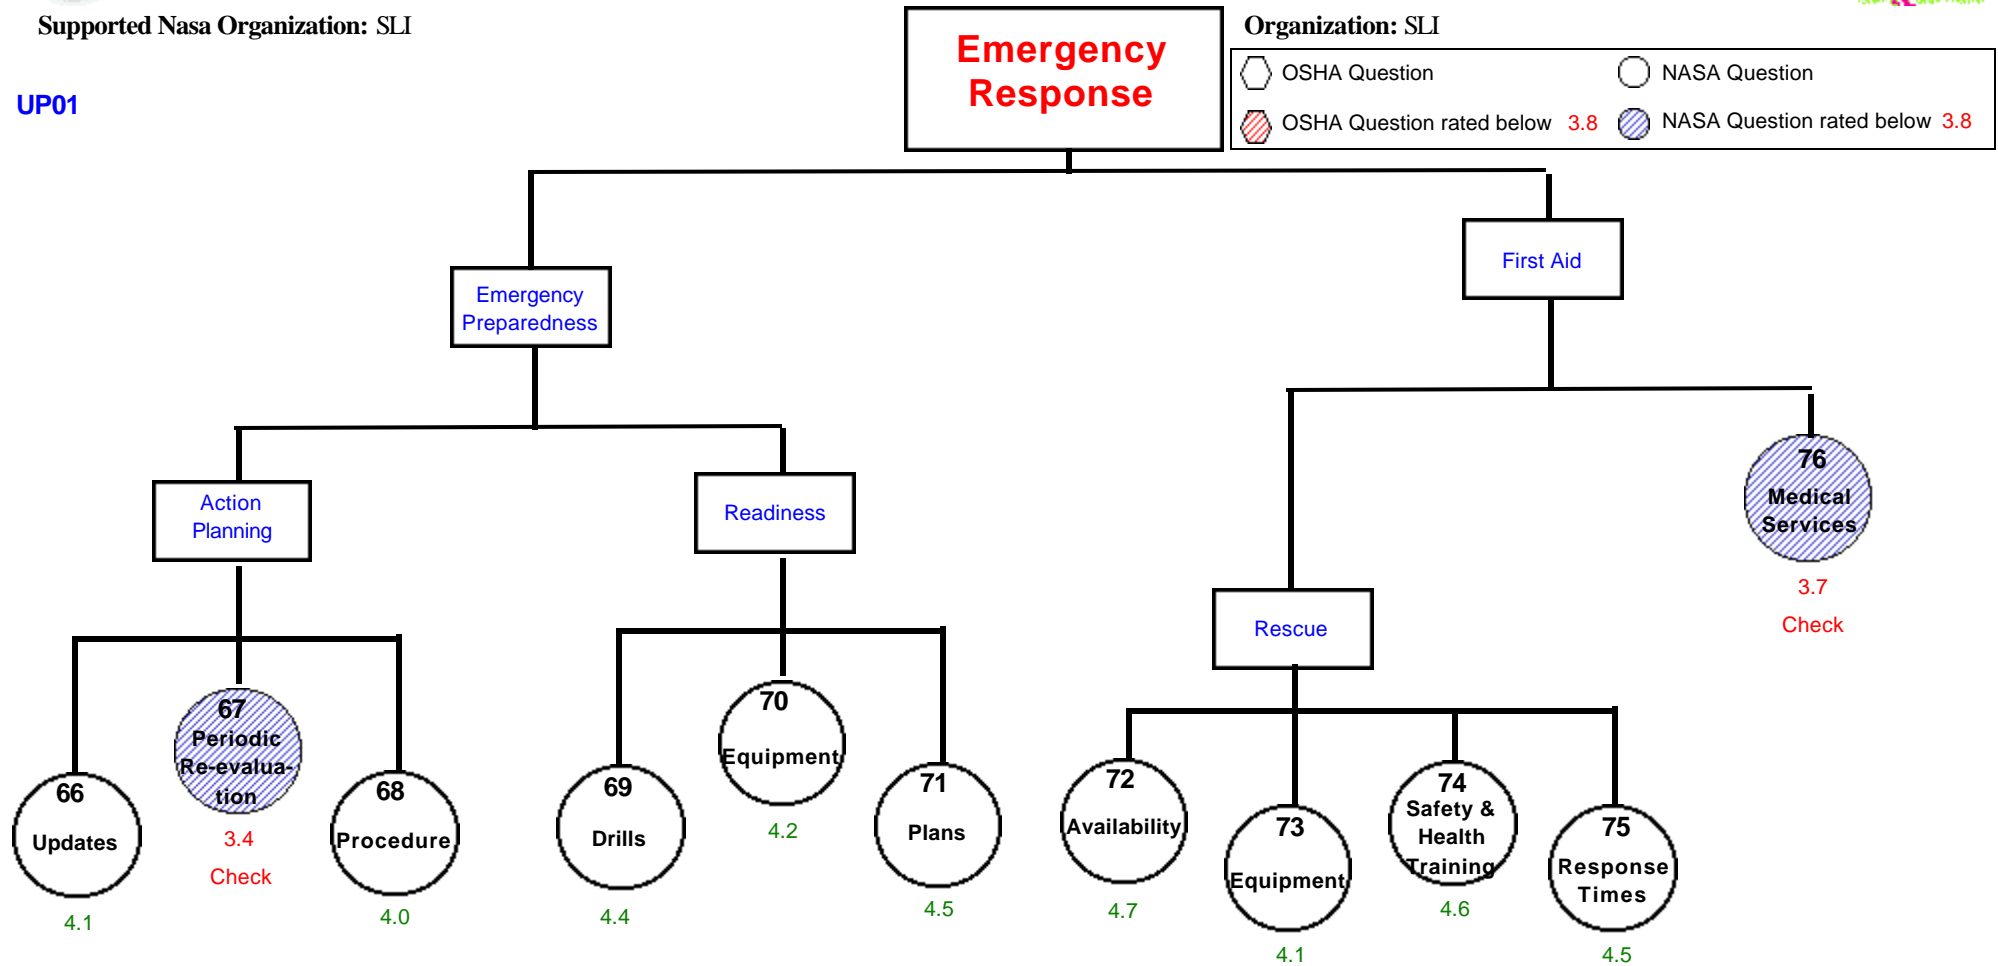 Supported Nasa Organization: SLI
Organization: SLI
Emergency
Response
OSHA Question
NASA Question
OSHA Question rated below 3.8
NASA Question rated below 3.8
UP01
First Aid
Emergency
Preparedness
Action
Planning
Readiness
Rescue
76
Medical
Services
3.7
Check
66
Updates
4.1
67
Periodic
Re-evalua-
tion
3.4
Check
68
Procedure
4.0
69
Drills
4.4
70
Equipment
4.2
71
Plans
4.5
72
Availability
4.7
73
Equipment
4.1
74
Safety &
Health
Training
4.6
75
Response
Times
4.5